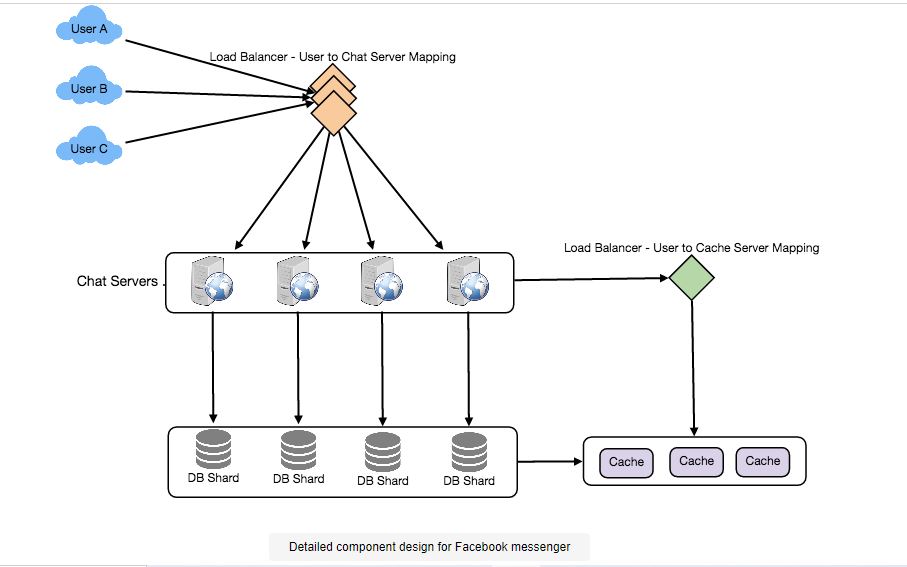 User A
Load Balancer - User to Chat Server Mapping
User B
User C
Load Balancer - User to Cache Server Mapping
Chat Servers
DB Shard
DB Shard
DB Shard
DB Shard
Cache
Cache
Cache
Detailed component design for Facebook messenger